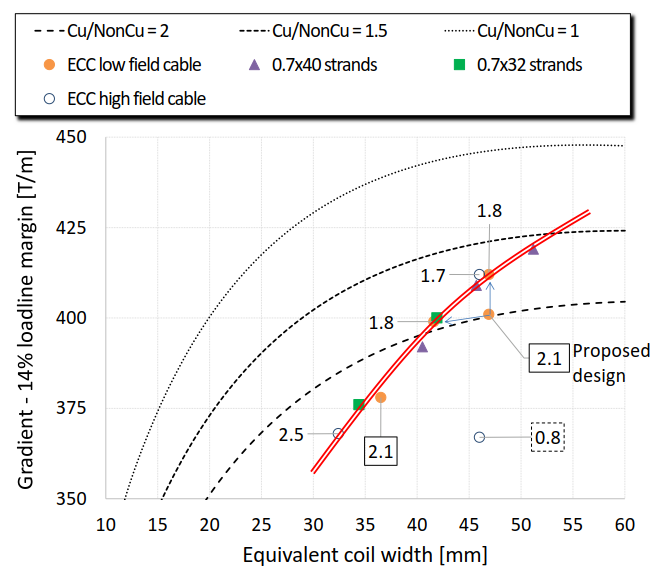 Cu/NonCu = 2 Cu/NonCu = 1.5 Cu/NonCu = 1
ECC low field cable 0.7x40 strands 0.7x32 strands
ECC high field cable
Gradient - 14% loadline margin [T/m]
450
425
400
375
350
1.8
1.7
1.8
2.1 Proposed
design
2.5
2.1
0.8
10 15 20 25 30 35 40 45 50 55 60
Equivalent coil width [mm]